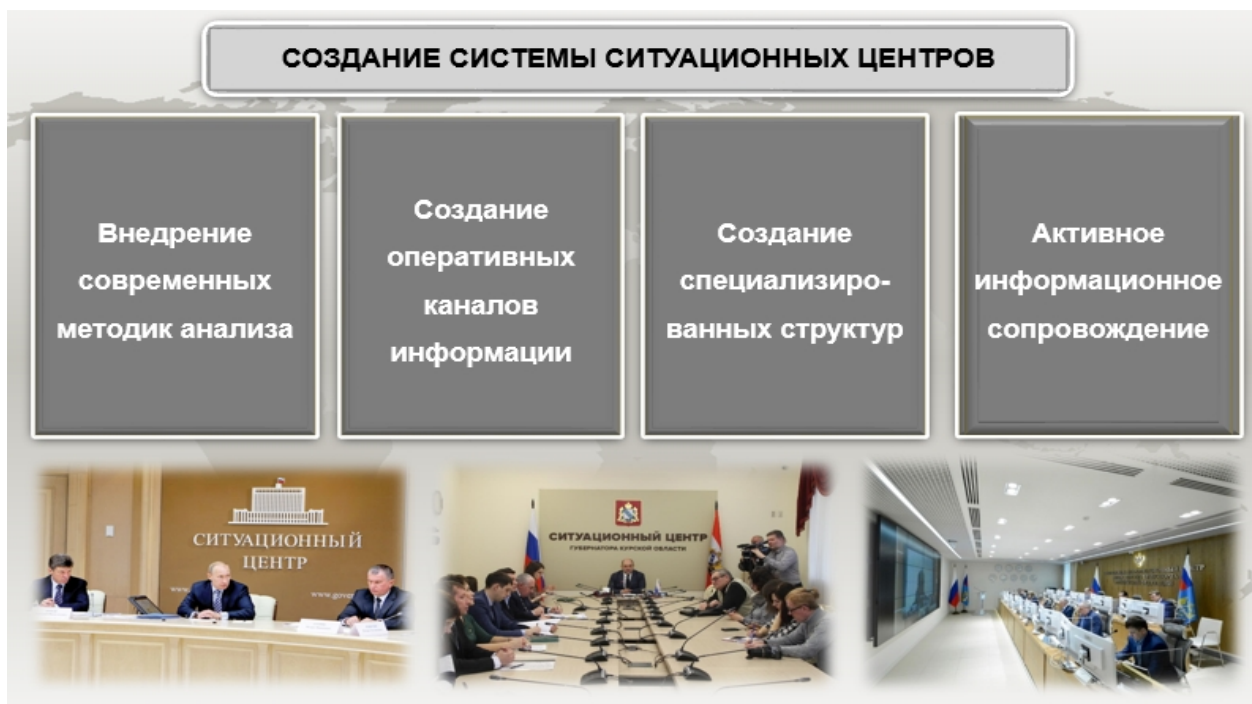 СОЗДАНИЕ СИСТЕМЫ СИТУАЦИОННЫХ ЦЕНТРОВ
Внедрение
современных
методик анализа
Создание
оперативных
каналов
информации
Создание
специализиро-
ванных структур
Активное
информационное
сопровождение
СИТУАЦИОННЫЙ
ЦЕНТР
СИТУАЦИОННЫЙ ЦЕНТР
ГУБЕРНАТОРА КУРСКОЙ ОБЛАСТИ